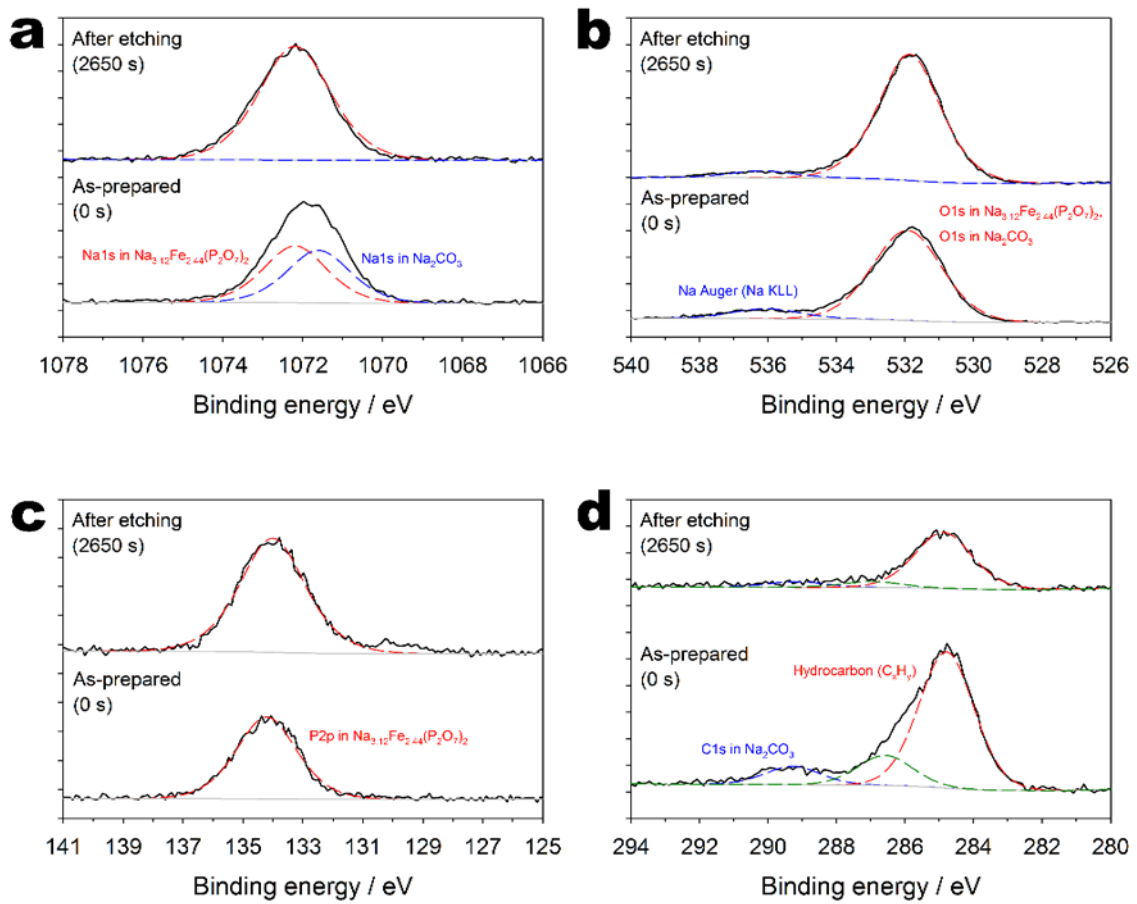 a
After etching
(2650 s)
As-prepared
(0 s)
Na1s in Na3.12Fe2.44(P2O7)2
Na1s in Na2CO3
1078 1076 1074 1072 1070 1068 1066
Binding energy / eV
b
After etching
(2650 s)
As-prepared
(0 s)
O1s in Na3.12Fe2.44(P2O7)2,
O1s in Na2CO3
Na Auger (Na KLL)
540 538 536 534 532 530 528 526
Binding energy / eV
c
After etching
(2650 s)
As-prepared
(0 s)
P2p in Na3.12Fe2.44(P2O7)2
141 139 137 135 133 131 129 127 125
Binding energy / eV
d
After etching
(2650 s)
As-prepared
(0 s)
Hydrocarbon (CxHy)
C1s in Na2CO3
294 292 290 288 286 284 282 280
Binding energy / eV